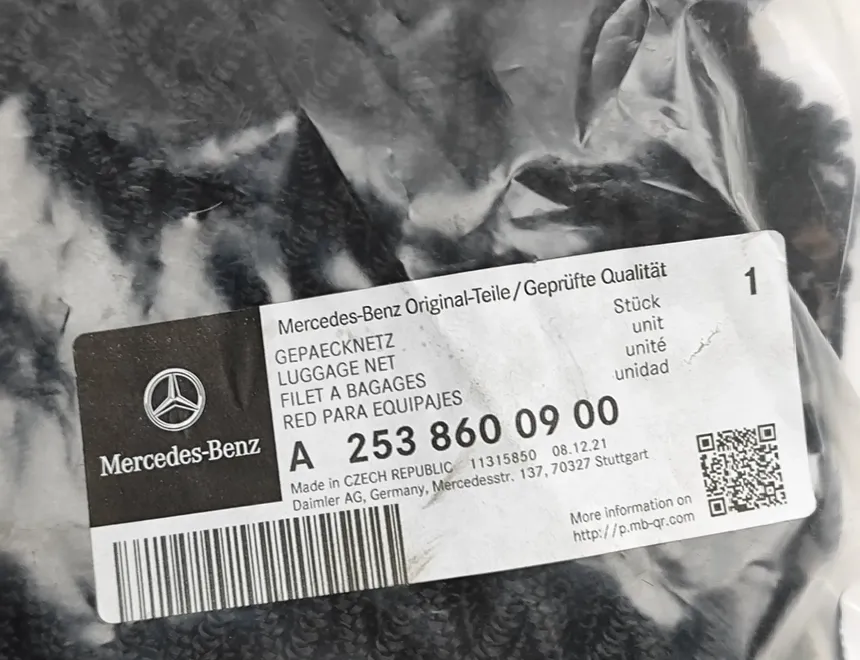 Mercedes-Benz Original-Teile/Geprüfte Qualität
1
GEPAECKNETZ
LUGGAGE NET
FILET A BAGAGES
RED PARA EQUIPAJES
Stück
unit
unité
unidad
A 253 860 09 00
Made in CZECH REPUBLIC 11315850 08.12.21
Daimler AG, Germany, Mercedesstr. 137, 70327 Stuttgart
Mercedes-Benz
More information on
http://p.mb-qr.com